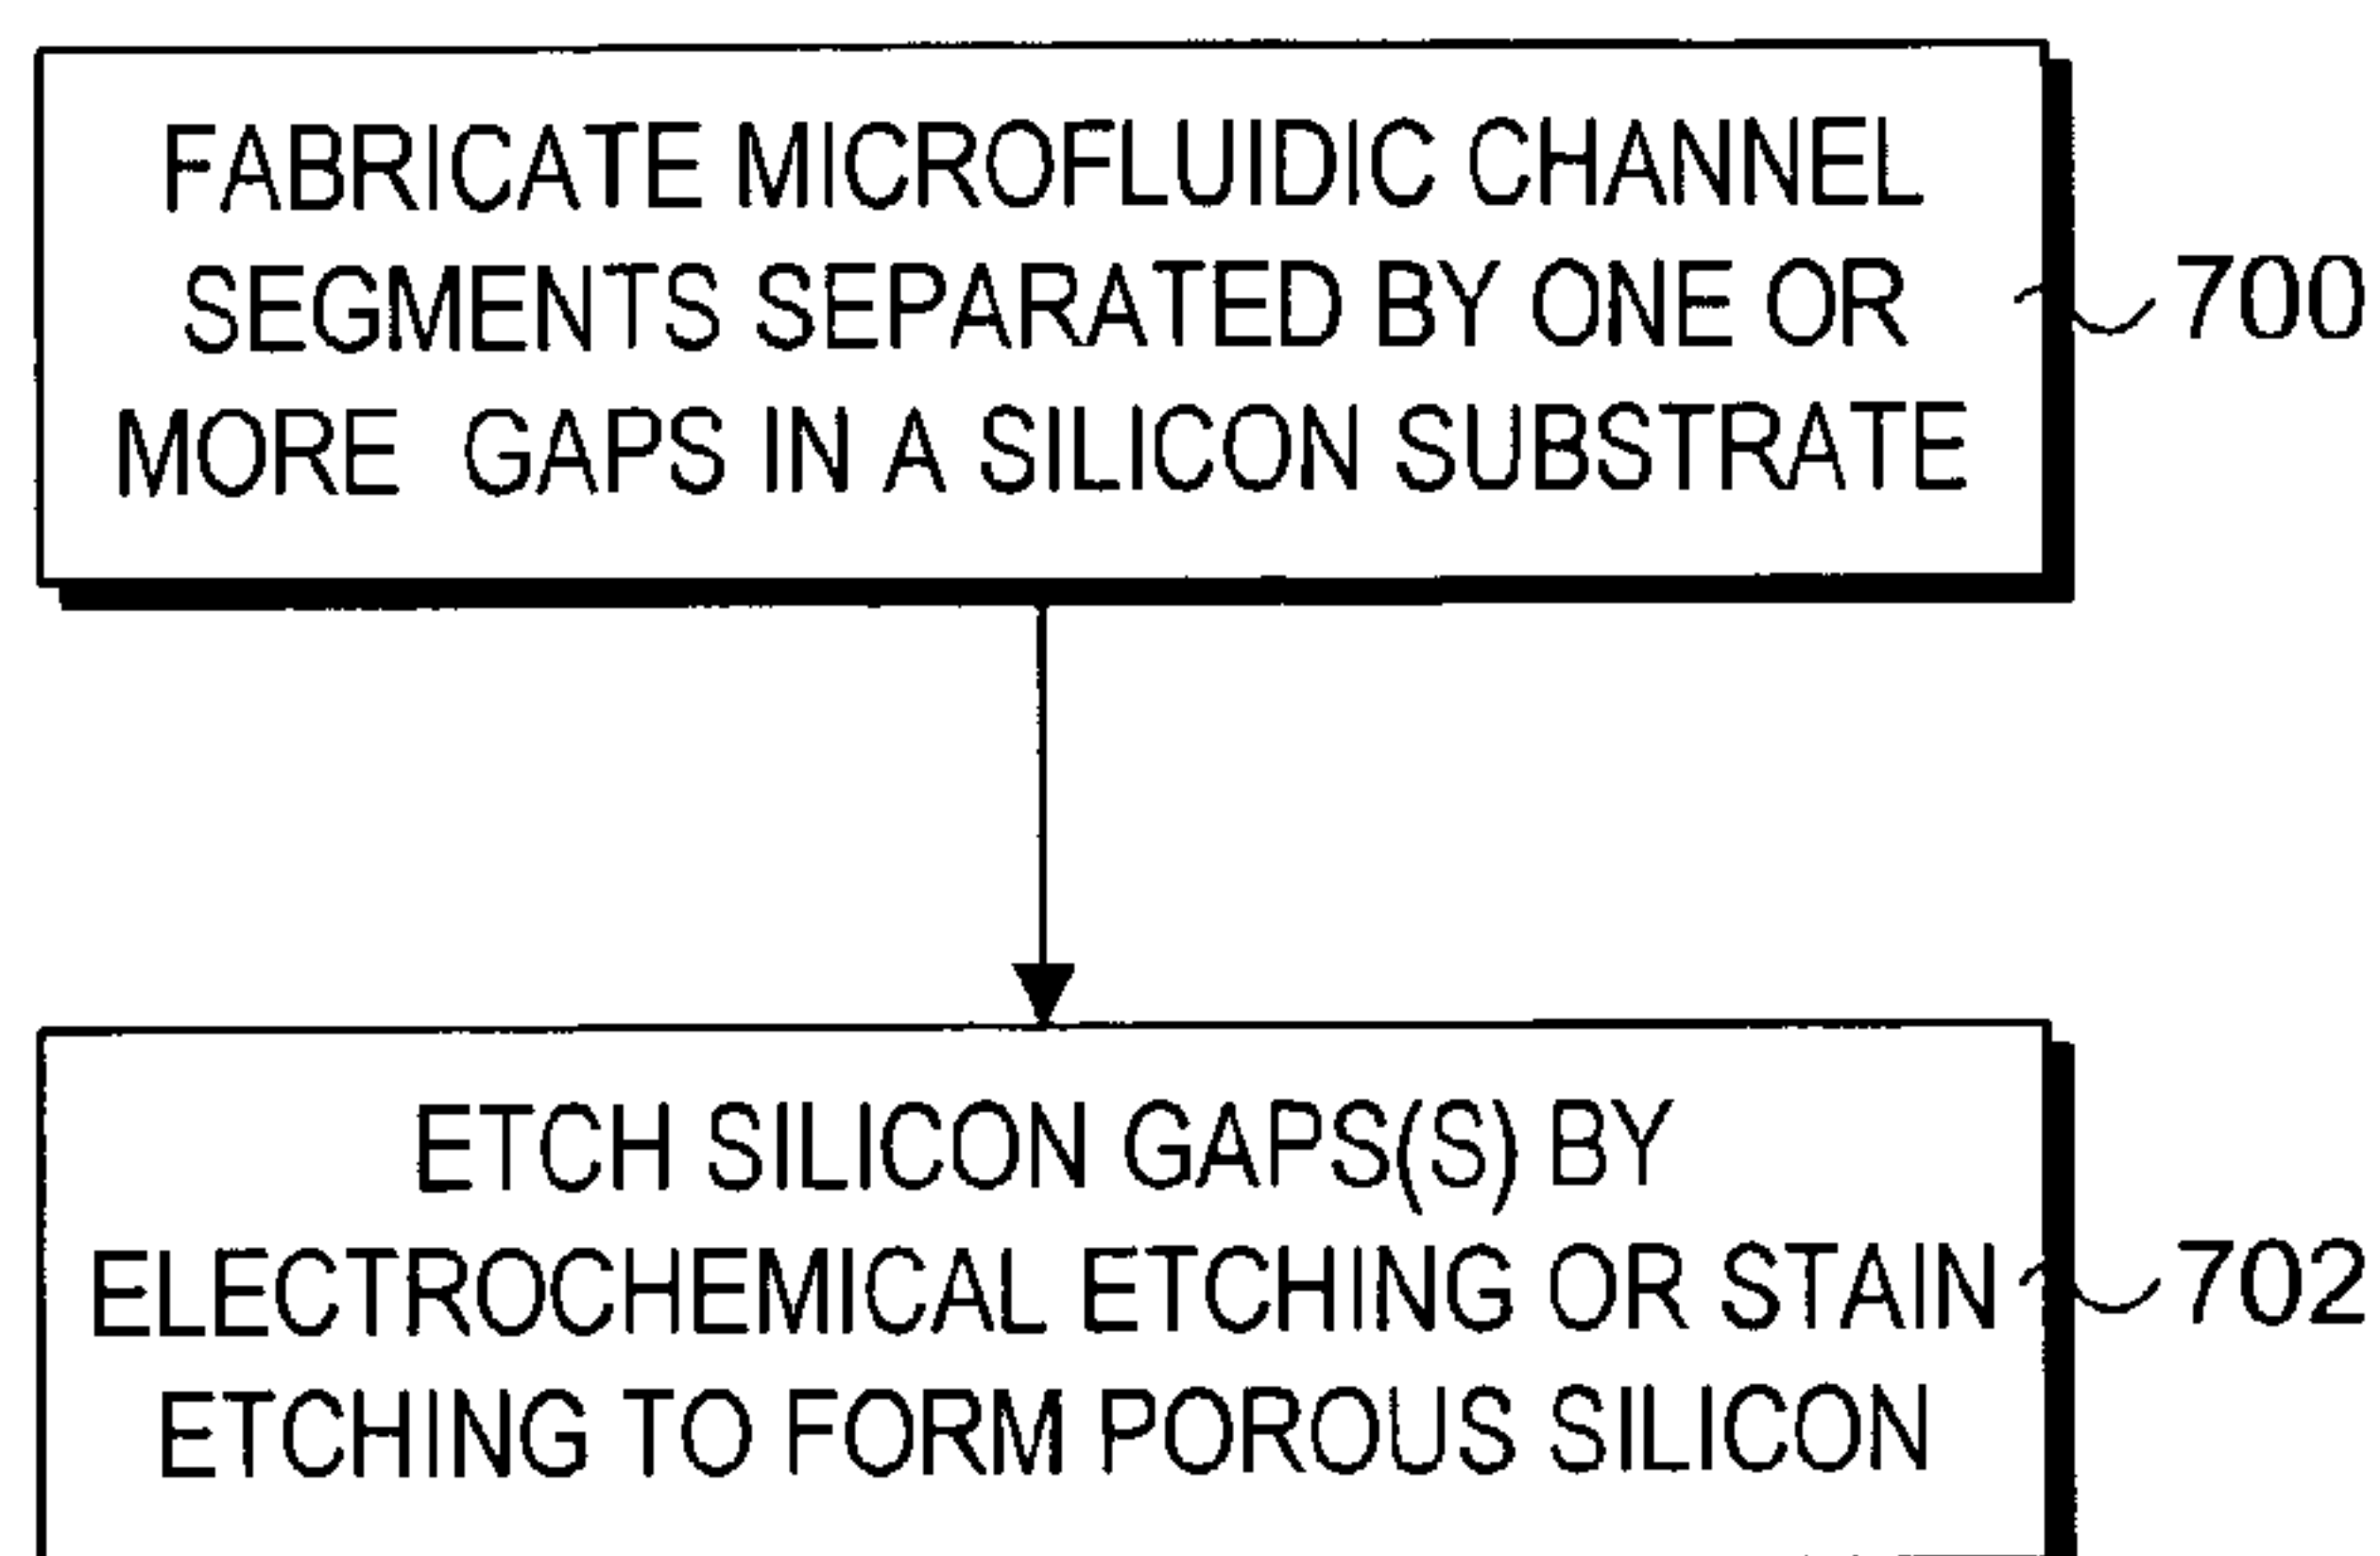 FABRICATE MICROFLUIDIC CHANNEL
SEGMENTS SEPARATED BY ONE OR
MORE GAPS IN A SILICON SUBSTRATE
700
ETCH SILICON GAPS(S) BY
ELECTROCHEMICAL ETCHING OR STAIN
ETCHING TO FORM POROUS SILICON
702